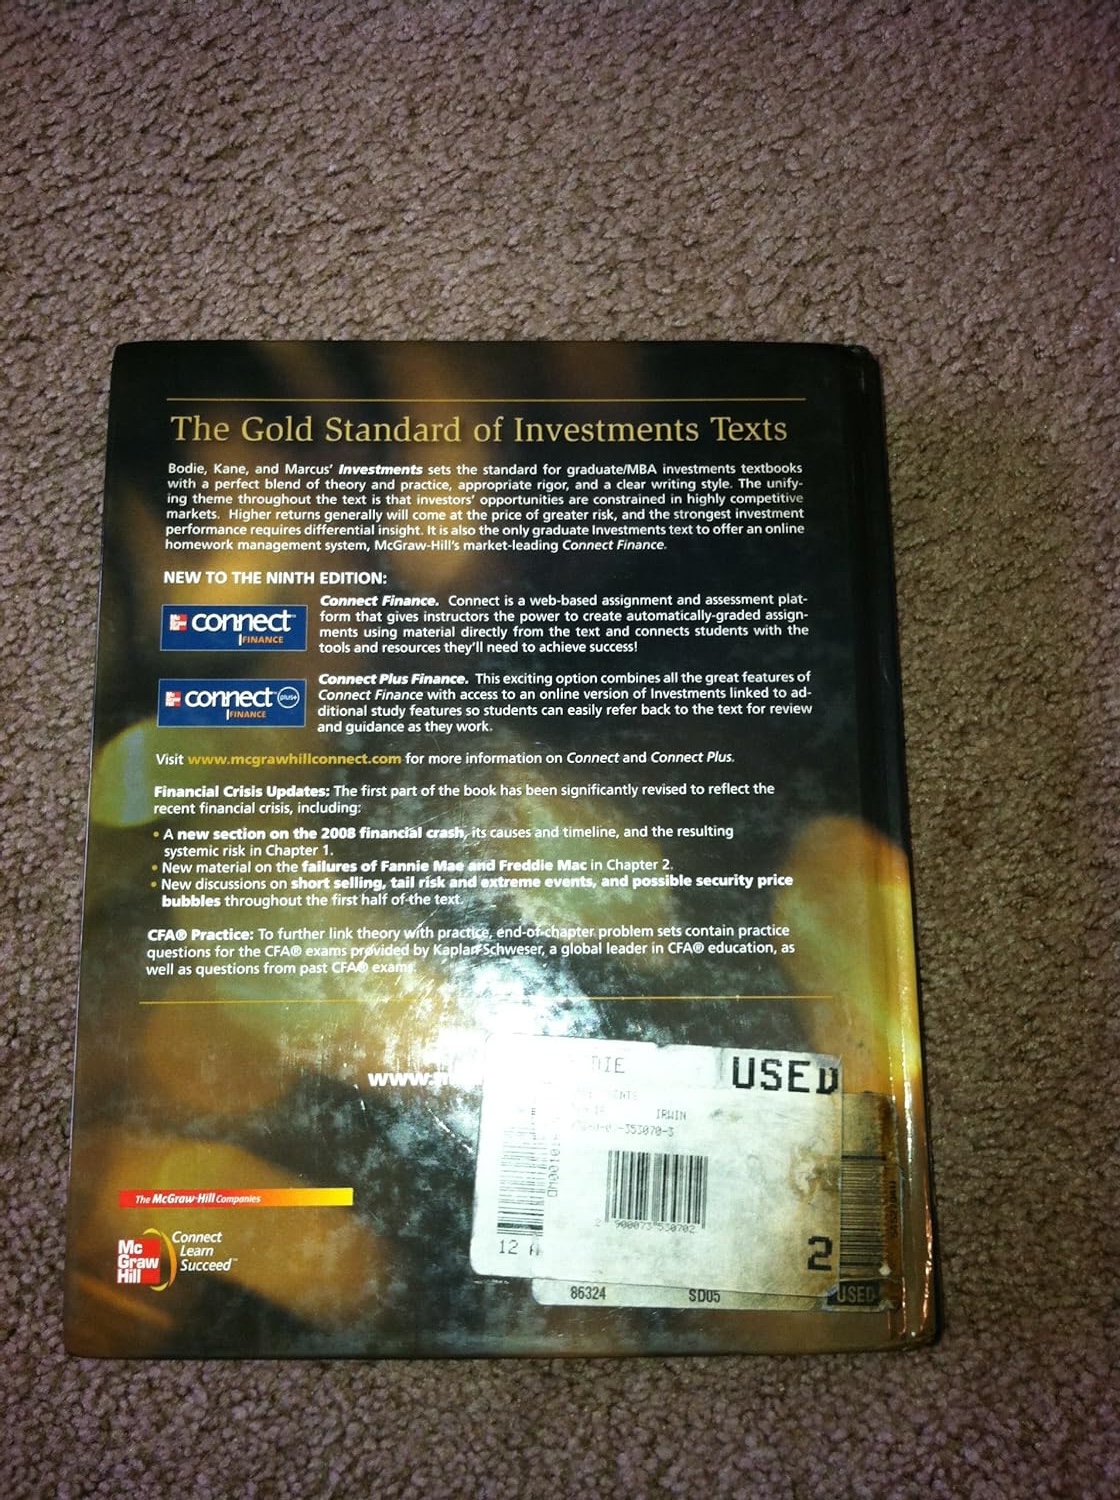 The Gold Standard of Investments Texts
Bodie, Kane, and Marcus' Investments sets the standard for graduate/MBA investments textbooks
with a perfect blend of theory and practice, appropriate rigor, and a clear writing style. The unify-
ing theme throughout the text is that investors' opportunities are constrained in highly competitive
markets. Higher returns generally will come at the price of greater risk, and the strongest investment
performance requires differential insight. It is also the only graduate Investments text to offer an online
homework management system, McGraw-Hill's market-leading Connect Finance.
NEW TO THE NINTH EDITION:
connect™
FINANCE
Connect Finance. Connect is a web-based assignment and assessment plat-
form that gives instructors the power to create automatically-graded assign-
ments using material directly from the text and connects students with the
tools and resources they'll need to achieve success!
connect™ plus+
FINANCE
Connect Plus Finance. This exciting option combines all the great features of
Connect Finance with access to an online version of Investments linked to ad-
ditional study features so students can easily refer back to the text for review
and guidance as they work.
Visit www.mcgrawhillconnect.com for more information on Connect and Connect Plus.
Financial Crisis Updates: The first part of the book has been significantly revised to reflect the
recent financial crisis, including:
• A new section on the 2008 financial crash, its causes and timeline, and the resulting
systemic risk in Chapter 1.
• New material on the failures of Fannie Mae and Freddie Mac in Chapter 2.
• New discussions on short selling, tail risk and extreme events, and possible security price
bubbles throughout the first half of the text.
CFA® Practice: To further link theory with practice, end-of-chapter problem sets contain practice
questions for the CFA® exams provided by Kaplan Schweser, a global leader in CFA® education, as
well as questions from past CFA® exams.
www.
DIE
USED
IRWIN
-353070-3
2 900073 530702
12 A
2
86324 SD05 USED
The McGraw·Hill Companies
Mc
Graw
Hill
Connect
Learn
Succeed™